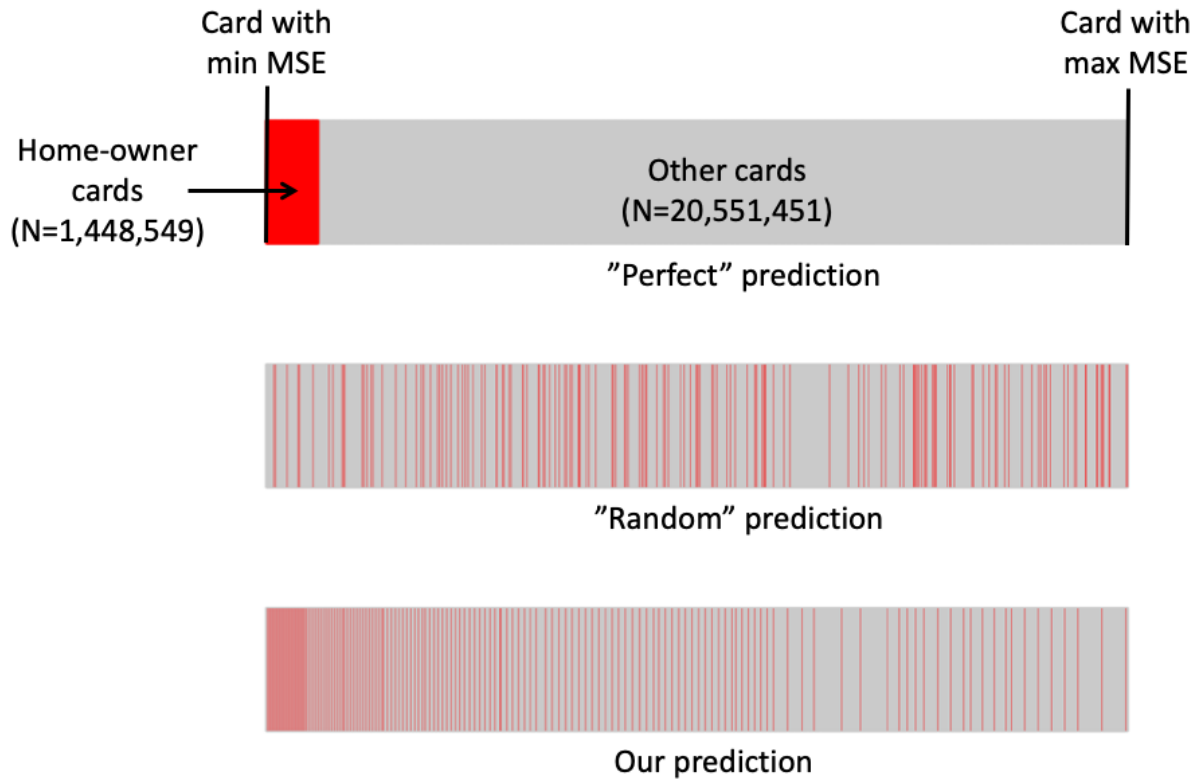 Card with
min MSE
Card with
max MSE
Home-owner
cards
(N=1,448,549)
Other cards
(N=20,551,451)
”Perfect” prediction
”Random” prediction
Our prediction